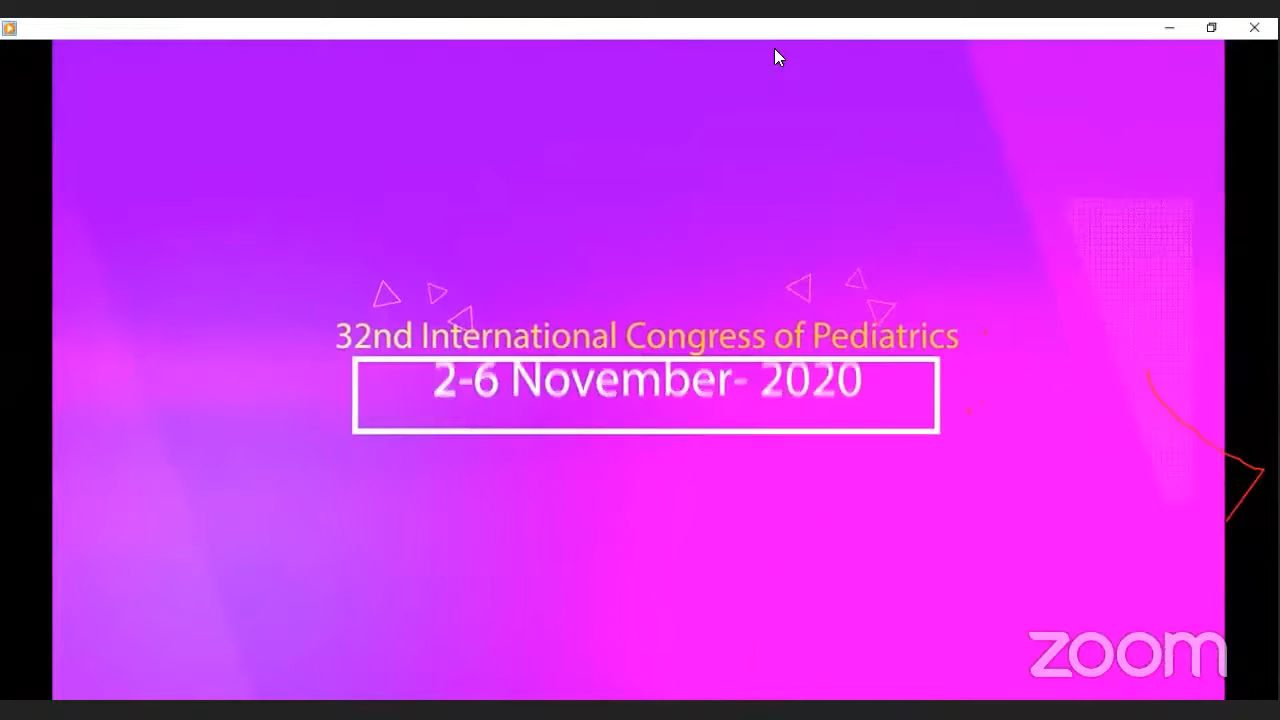 32nd International Congress of Pediatrics
2-6 November- 2020
zoom